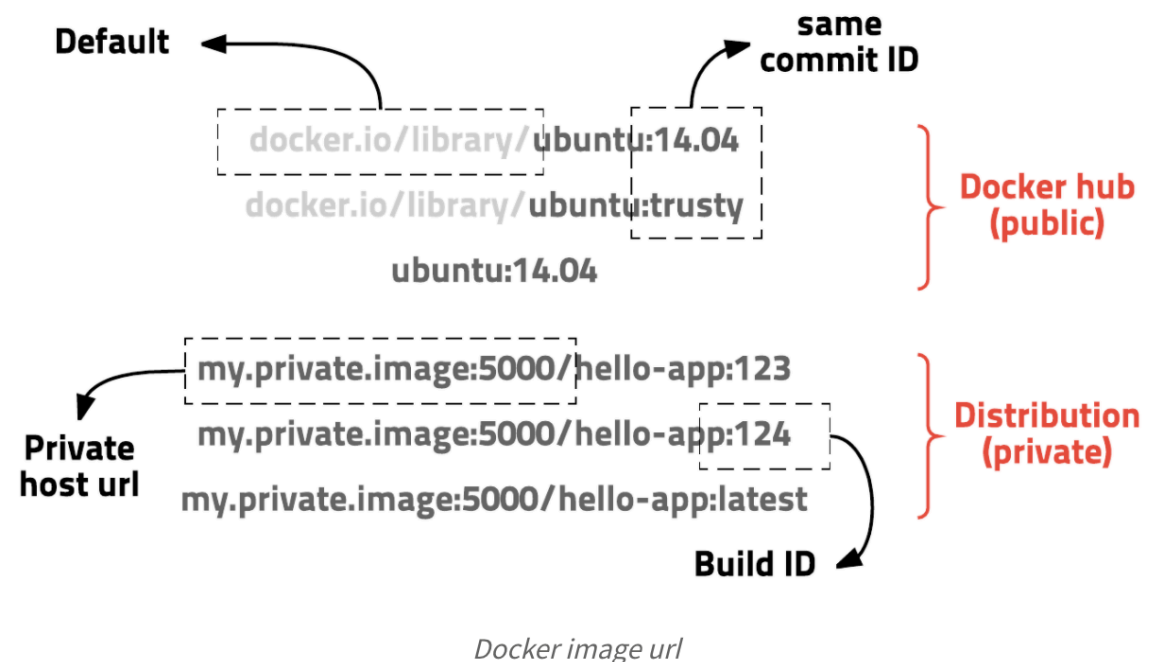 Default
same
commit ID
docker.io/library/ubuntu:14.04
docker.io/library/ubuntu:trusty
ubuntu:14.04
Docker hub
(public)
my.private.image:5000/hello-app:123
my.private.image:5000/hello-app:124
my.private.image:5000/hello-app:latest
Private
host url
Distribution
(private)
Build ID
Docker image url